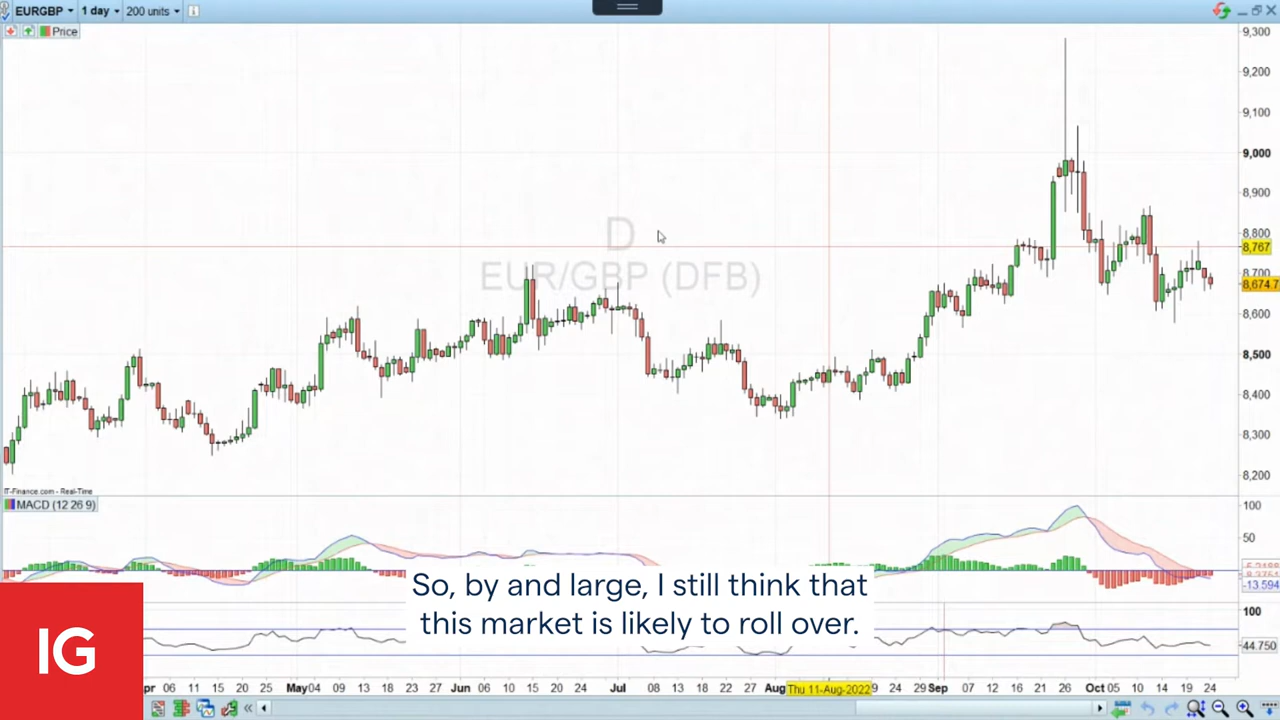 EURGBP 1 day 200 units
Price
9,300
9,200
9,100
9,000
8,900
8,800
8,767
8,700
8,674.7
8,600
8,500
8,400
8,300
8,200
D
EUR/GBP (DFB)
IT-Finance.com - Real-Time
MACD (12 26 9)
100
50
-13.594
So, by and large, I still think that
this market is likely to roll over.
100
44.750
IG
pr 06 11 15 20 25 May 04 09 13 18 23 27 Jun 06 10 15 20 24 Jul 08 13 18 22 27 Aug Thu 11-Aug-2022 9 24 29 Sep 07 12 16 21 26 Oct 05 10 14 19 24